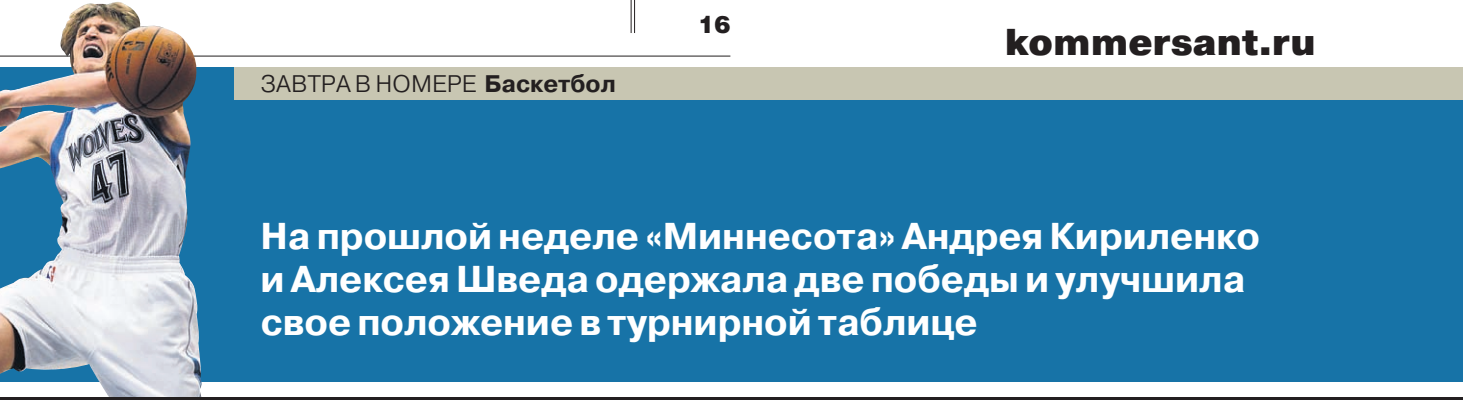 16
kommersant.ru
ЗАВТРА В НОМЕРЕ Баскетбол
WOLVES
47
На прошлой неделе «Миннесота» Андрея Кириленко
и Алексея Шведа одержала две победы и улучшила
свое положение в турнирной таблице